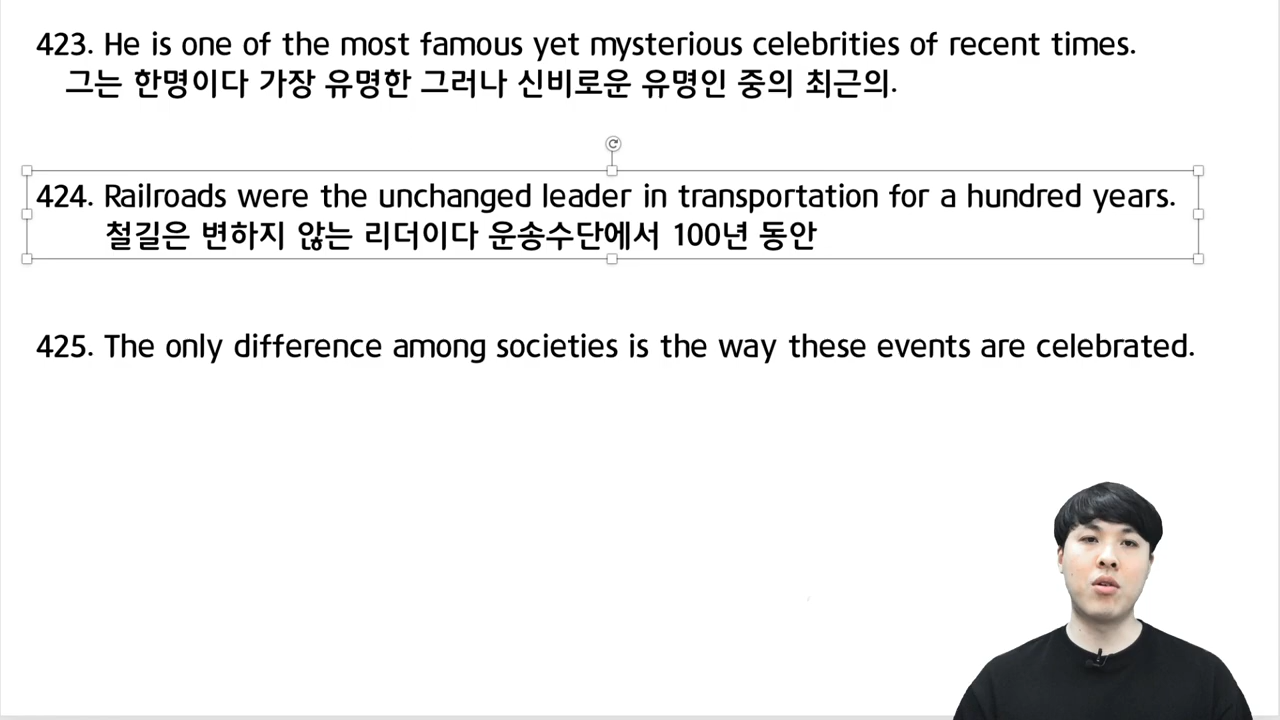 423. He is one of the most famous yet mysterious celebrities of recent times.
그는 한명이다 가장 유명한 그러나 신비로운 유명인 중의 최근의.
424. Railroads were the unchanged leader in transportation for a hundred years.
철길은 변하지 않는 리더이다 운송수단에서 100년 동안
425. The only difference among societies is the way these events are celebrated.